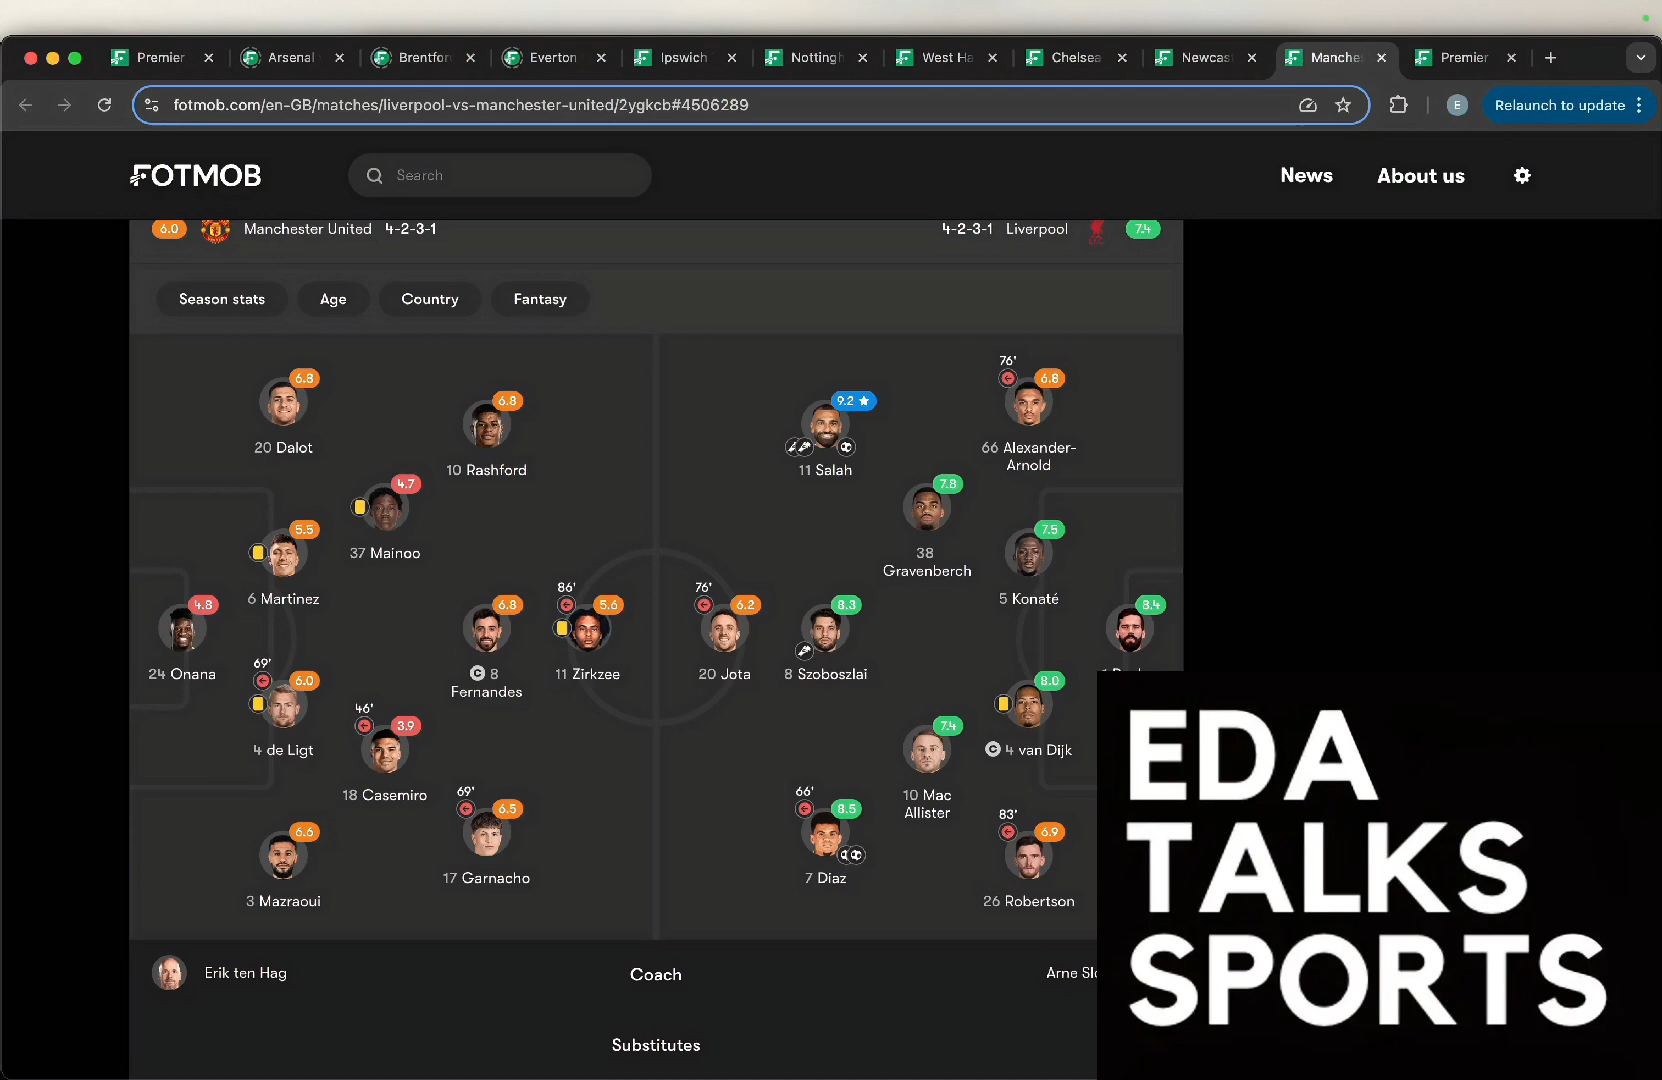 Premier
Arsenal
Brentfor
Everton
Ipswich
Nottingh
West Ha
Chelsea
Newcas
Manches
Premier
fotmob.com/en-GB/matches/liverpool-vs-manchester-united/2ygkcb#4506289
E
Relaunch to update
FOTMOB
Search
News
About us
6.0 Manchester United 4-2-3-1
4-2-3-1 Liverpool 7.4
Season stats
Age
Country
Fantasy
6.8
20 Dalot
6.8
10 Rashford
4.7
37 Mainoo
5.5
6 Martinez
4.8
24 Onana
69'
6.0
4 de Ligt
46'
3.9
18 Casemiro
6.8
C 8
Fernandes
86'
5.6
11 Zirkzee
69'
6.5
17 Garnacho
6.6
3 Mazraoui
9.2
11 Salah
76'
6.8
66 Alexander-
Arnold
7.8
38
Gravenberch
7.5
5 Konaté
76'
6.2
20 Jota
8.3
8 Szoboszlai
8.4
8.0
C 4 van Dijk
7.4
10 Mac
Allister
66'
8.5
7 Diaz
83'
6.9
26 Robertson
Erik ten Hag
Coach
Arne Slo
Substitutes
EDA
TALKS
SPORTS